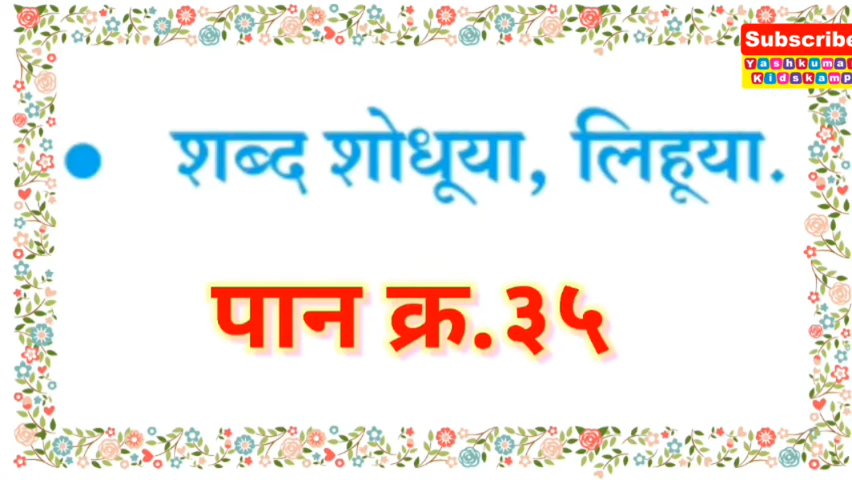 Subscribe
Yashkumar
Kidskamp
• शब्द शोधूया, लिहूया.
पान क्र.३५